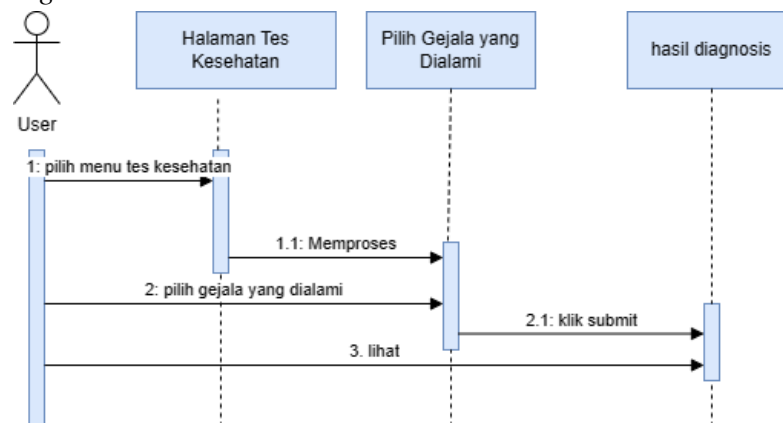 Halaman Tes
Kesehatan
Pilih Gejala yang
Dialami
hasil diagnosis
User
1: pilih menu tes kesehatan
1.1: Memproses
2: pilih gejala yang dialami
2.1: klik submit
3. lihat